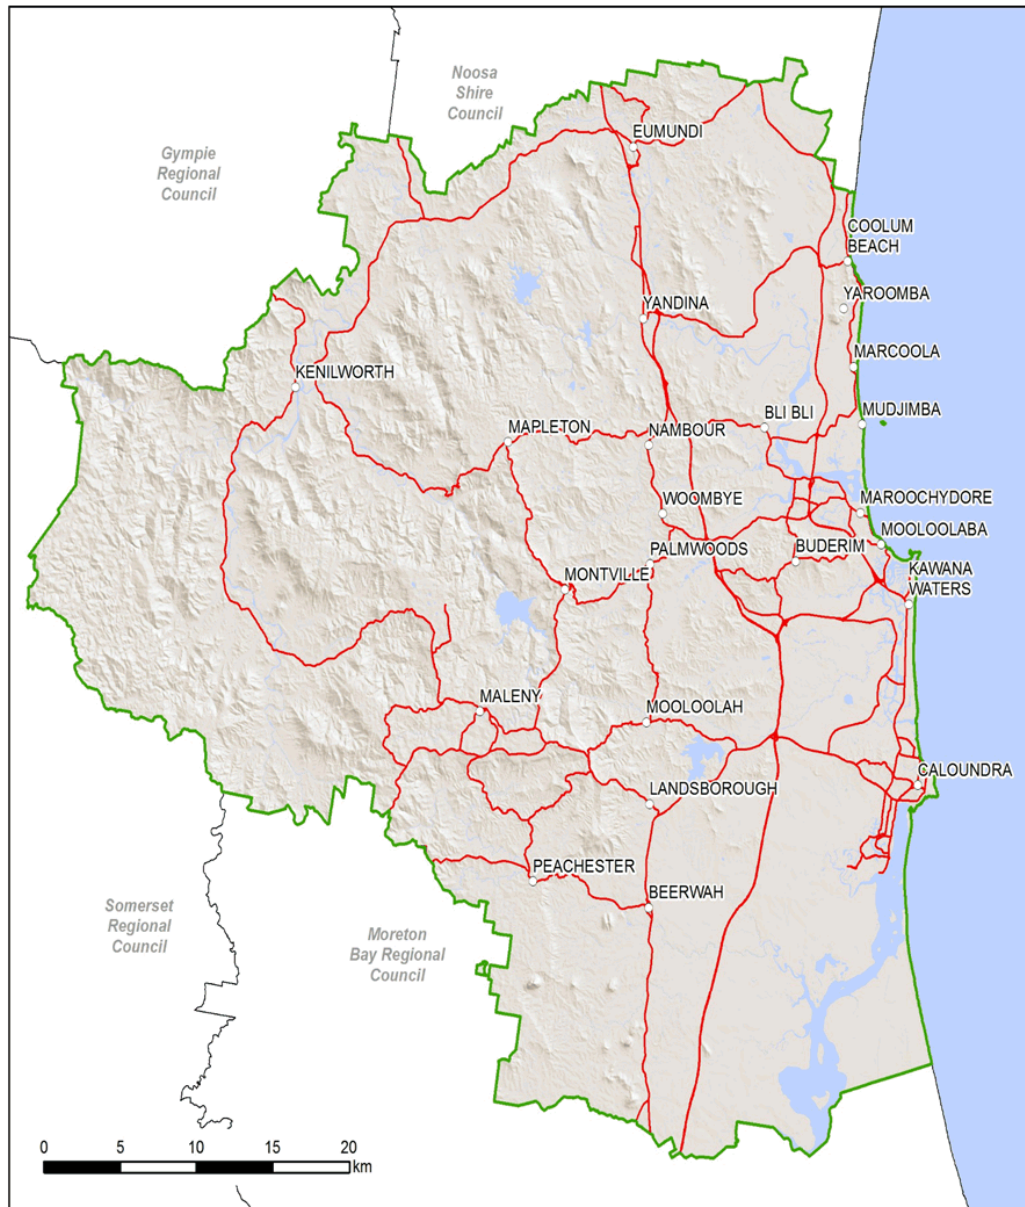 Noosa
Shire
Council
EUMUNDI
Gympie
Regional
Council
COOLUM
BEACH
YAROOMBA
YANDINA
MARCOOLA
KENILWORTH
BLI BLI
MUDJIMBA
MAPLETON
NAMBOUR
WOOMBYE
MAROOCHYDORE
MOOLOOLABA
PALMWOODS
BUDERIM
KAWANA
WATERS
MONTVILLE
MALENY
MOOLOOLAH
CALOUNDRA
LANDSBOROUGH
PEACHESTER
BEERWAH
Somerset
Regional
Council
Moreton
Bay Regional
Council
0 5 10 15 20
km